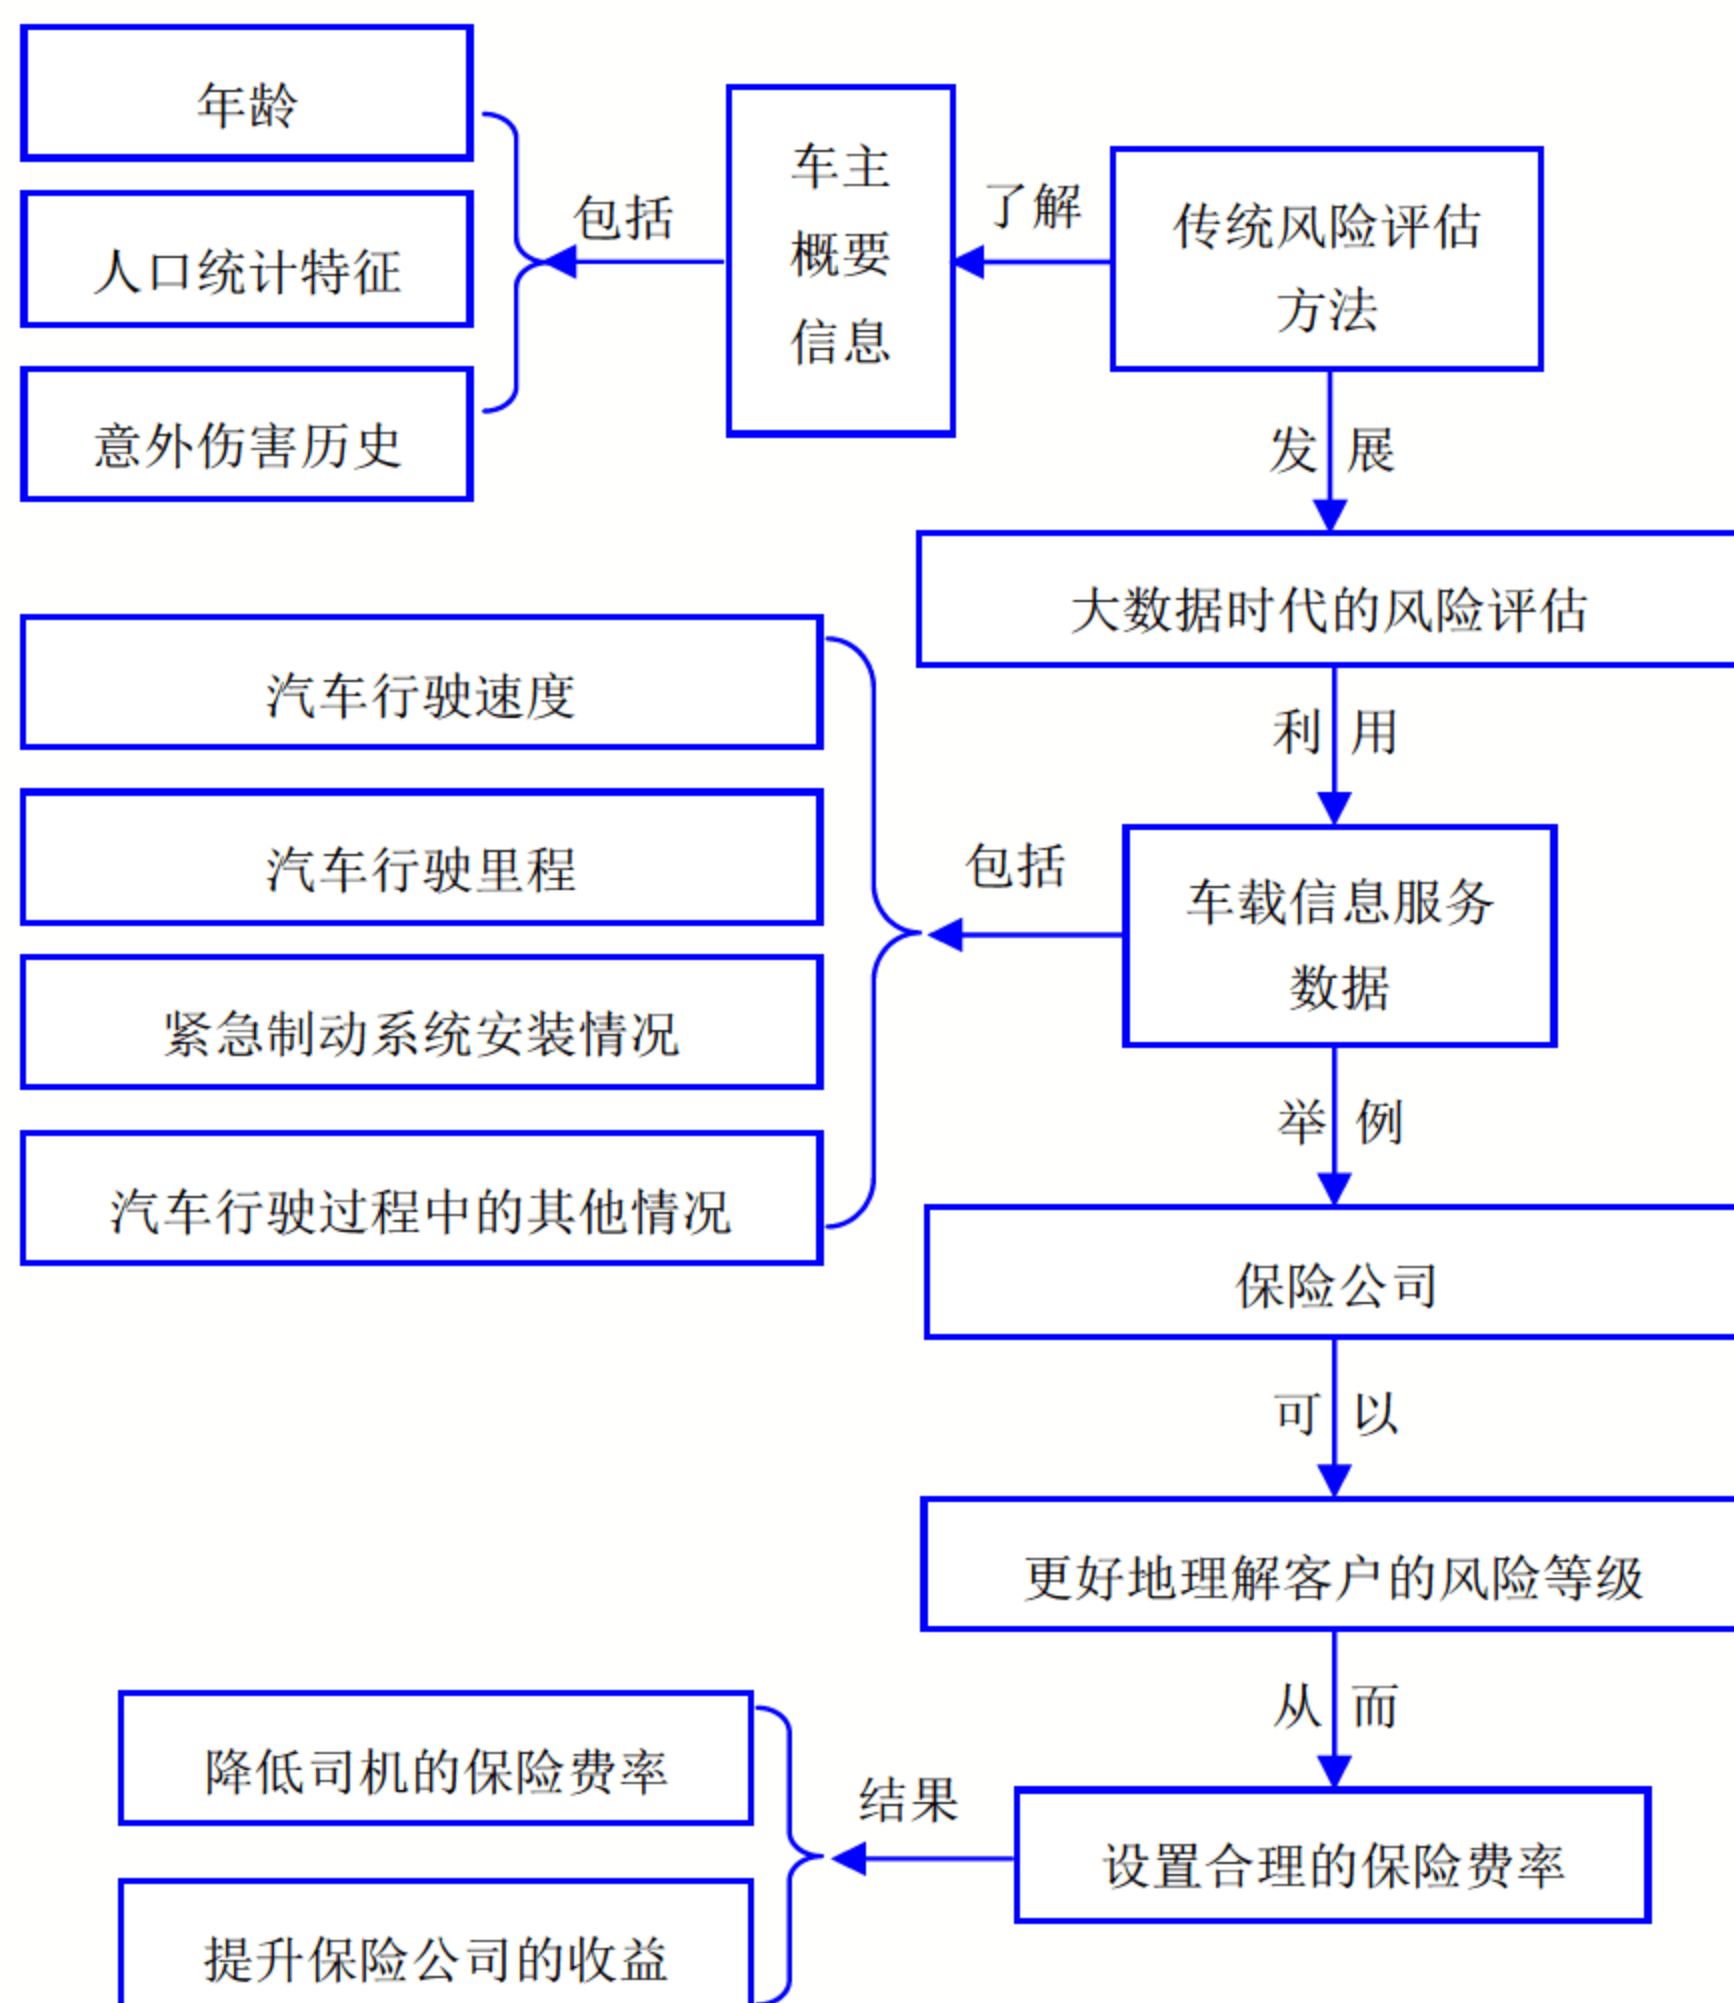 年龄
人口统计特征
意外伤害历史
包括
车主
概要
信息
了解
传统风险评估
方法
发展
大数据时代的风险评估
利用
车载信息服务
数据
包括
汽车行驶速度
汽车行驶里程
紧急制动系统安装情况
汽车行驶过程中的其他情况
举例
保险公司
可以
更好地理解客户的风险等级
从而
设置合理的保险费率
结果
降低司机的保险费率
提升保险公司的收益